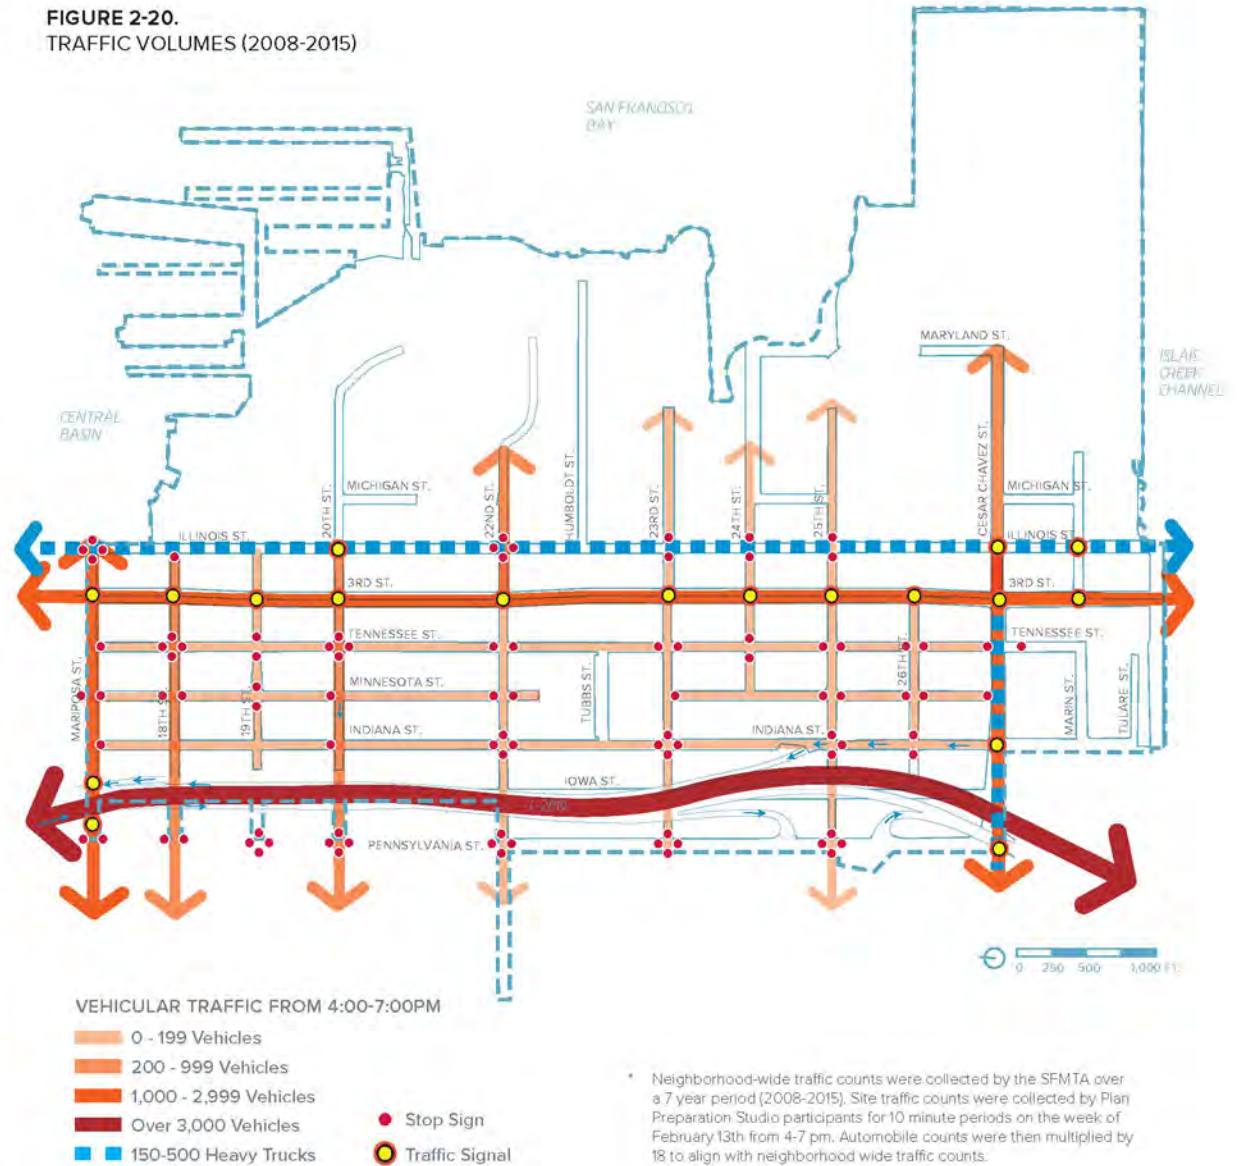 FIGURE 2-20.
TRAFFIC VOLUMES (2008-2015)
SAN FRANCISCO
BAY
MARYLAND ST.
ISLAIS
CREEK
CHANNEL
CENTRAL
BASIN
MICHIGAN ST.
MICHIGAN ST.
20TH ST.
22ND ST.
HUMBOLDT ST.
23RD ST.
24TH ST.
25TH ST.
CESAR CHAVEZ ST.
ILLINOIS ST.
ILLINOIS ST.
3RD ST.
3RD ST.
TENNESSEE ST.
TENNESSEE ST.
MARIPOSA ST.
18TH ST.
19TH ST.
MINNESOTA ST.
TUBBS ST.
26TH ST.
MARIN ST.
TULARE ST.
INDIANA ST.
INDIANA ST.
IOWA ST.
I-280
PENNSYLVANIA ST.
0 250 500 1,000 FT.
VEHICULAR TRAFFIC FROM 4:00-7:00PM
0 - 199 Vehicles
200 - 999 Vehicles
1,000 - 2,999 Vehicles
Over 3,000 Vehicles
150-500 Heavy Trucks
Stop Sign
Traffic Signal
* Neighborhood-wide traffic counts were collected by the SFMTA over
a 7 year period (2008-2015). Site traffic counts were collected by Plan
Preparation Studio participants for 10 minute periods on the week of
February 13th from 4-7 pm. Automobile counts were then multiplied by
18 to align with neighborhood wide traffic counts.